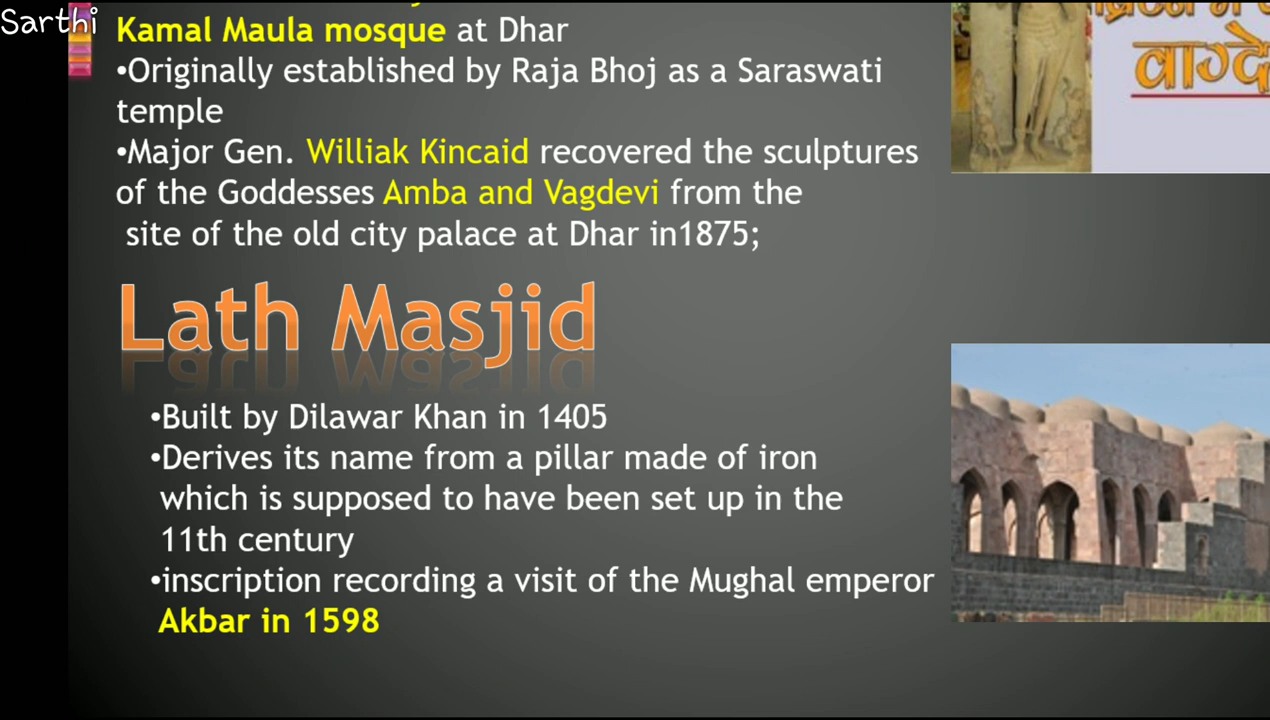 Sarthi
Kamal Maula mosque at Dhar
•Originally established by Raja Bhoj as a Saraswati
temple
•Major Gen. Williak Kincaid recovered the sculptures
of the Goddesses Amba and Vagdevi from the
site of the old city palace at Dhar in1875;
Lath Masjid
•Built by Dilawar Khan in 1405
•Derives its name from a pillar made of iron
which is supposed to have been set up in the
11th century
•inscription recording a visit of the Mughal emperor
Akbar in 1598